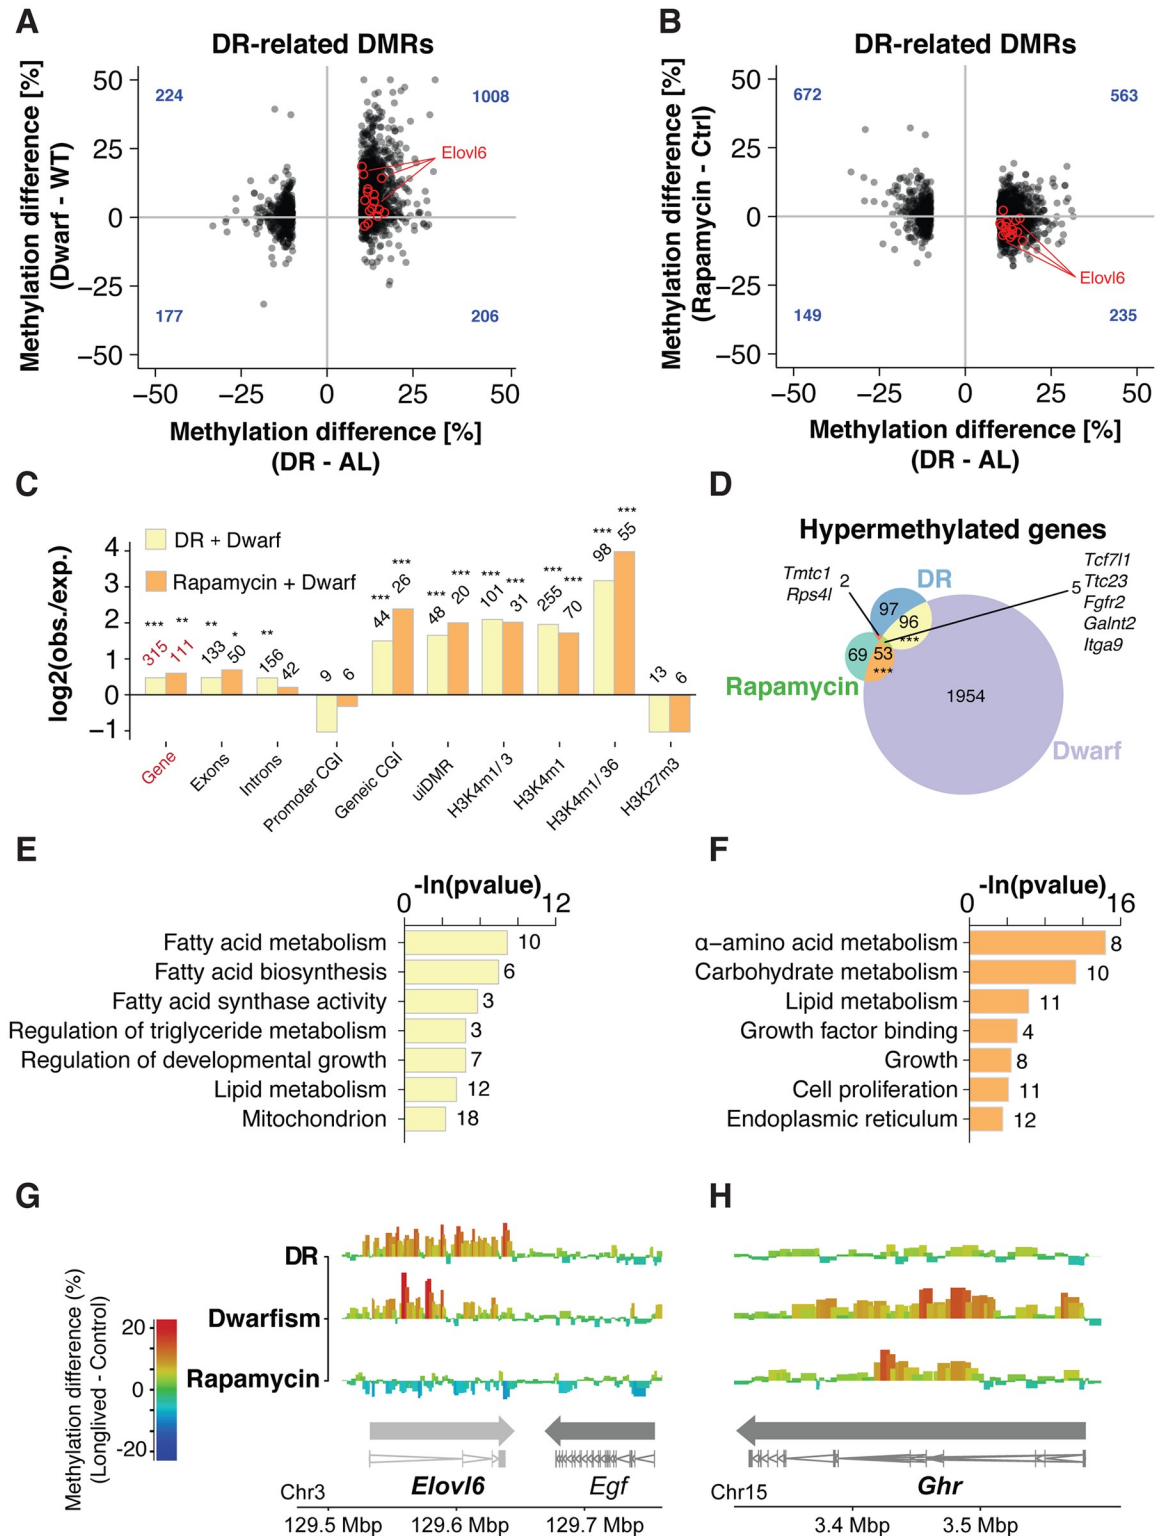 A
DR-related DMRs
Methylation difference [%]
(Dwarf - WT)
50
25
0
−25
−50
224
1008
177
206
Elovl6
−50
−25
0
25
50
Methylation difference [%]
(DR - AL)
B
DR-related DMRs
Methylation difference [%]
(Rapamycin - Ctrl)
50
25
0
−25
−50
672
563
149
235
Elovl6
−50
−25
0
25
50
Methylation difference [%]
(DR - AL)
C
log2(obs./exp.)
4
3
2
1
0
−1
DR + Dwarf
Rapamycin + Dwarf
*** ** ** * ** *** *** *** *** *** *** *** *** *** ***
315 111 133 50 156 42 9 6 44 26 48 20 101 31 255 70 98 55 13 6
Gene
Exons
Introns
Promoter CGI
Geneic CGI
uiDMR
H3K4m1/ 3
H3K4m1
H3K4m1/ 36
H3K27m3
D
Hypermethylated genes
Tmtc1
Rps4l
2
DR
5
Tcf7l1
Ttc23
Fgfr2
Galnt2
Itga9
97
96
***
69
53
***
Rapamycin
1954
Dwarf
E
-ln(pvalue)
0 12
Fatty acid metabolism 10
Fatty acid biosynthesis 6
Fatty acid synthase activity 3
Regulation of triglyceride metabolism 3
Regulation of developmental growth 7
Lipid metabolism 12
Mitochondrion 18
F
-ln(pvalue)
0 16
α−amino acid metabolism 8
Carbohydrate metabolism 10
Lipid metabolism 11
Growth factor binding 4
Growth 8
Cell proliferation 11
Endoplasmic reticulum 12
G
Methylation difference (%)
(Longlived - Control)
20
0
-20
DR
Dwarfism
Rapamycin
Elovl6
Egf
Chr3
129.5 Mbp
129.6 Mbp
129.7 Mbp
H
Ghr
Chr15
3.4 Mbp
3.5 Mbp